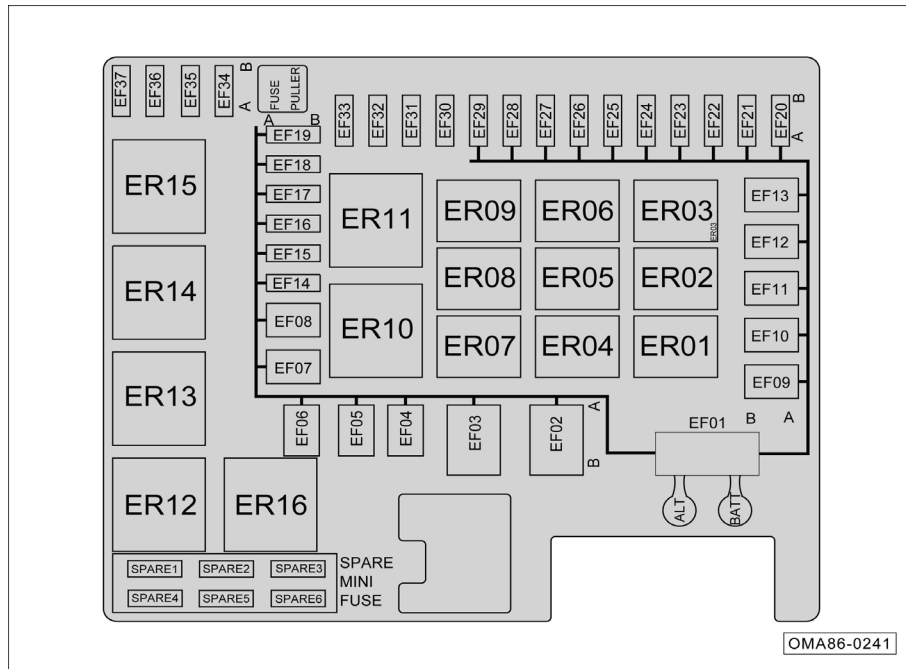 EF37
EF36
EF35
EF34
B
A
FUSE
PULLER
A
B
EF33
EF32
EF31
EF30
EF29
EF28
EF27
EF26
EF25
EF24
EF23
EF22
EF21
EF20
B
A
EF19
EF18
EF17
EF16
EF15
EF14
EF08
EF07
ER15
ER14
ER13
ER12
ER16
ER11
ER10
ER09
ER06
ER03
ER03
ER08
ER05
ER02
ER07
ER04
ER01
EF13
EF12
EF11
EF10
EF09
EF06
EF05
EF04
EF03
EF02
A
B
EF01
B
A
ALT
BATT
SPARE1
SPARE2
SPARE3
SPARE4
SPARE5
SPARE6
SPARE
MINI
FUSE
OMA86-0241